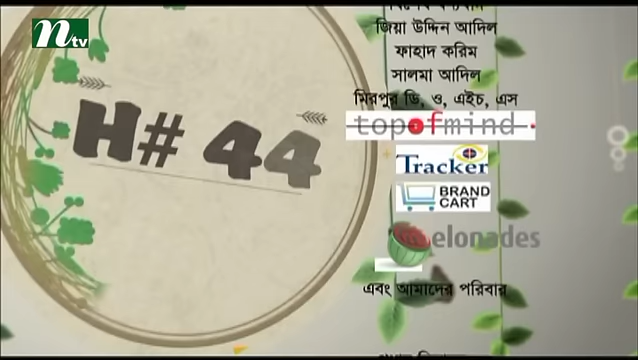 ntv
H# 44
জিয়া উদ্দিন আদিল
ফাহাদ করিম
সালমা আদিল
মিরপুর ডি, ও, এইচ, এস
topofmind
Tracker
BRAND
CART
elonades
এবং আমাদের পরিবার